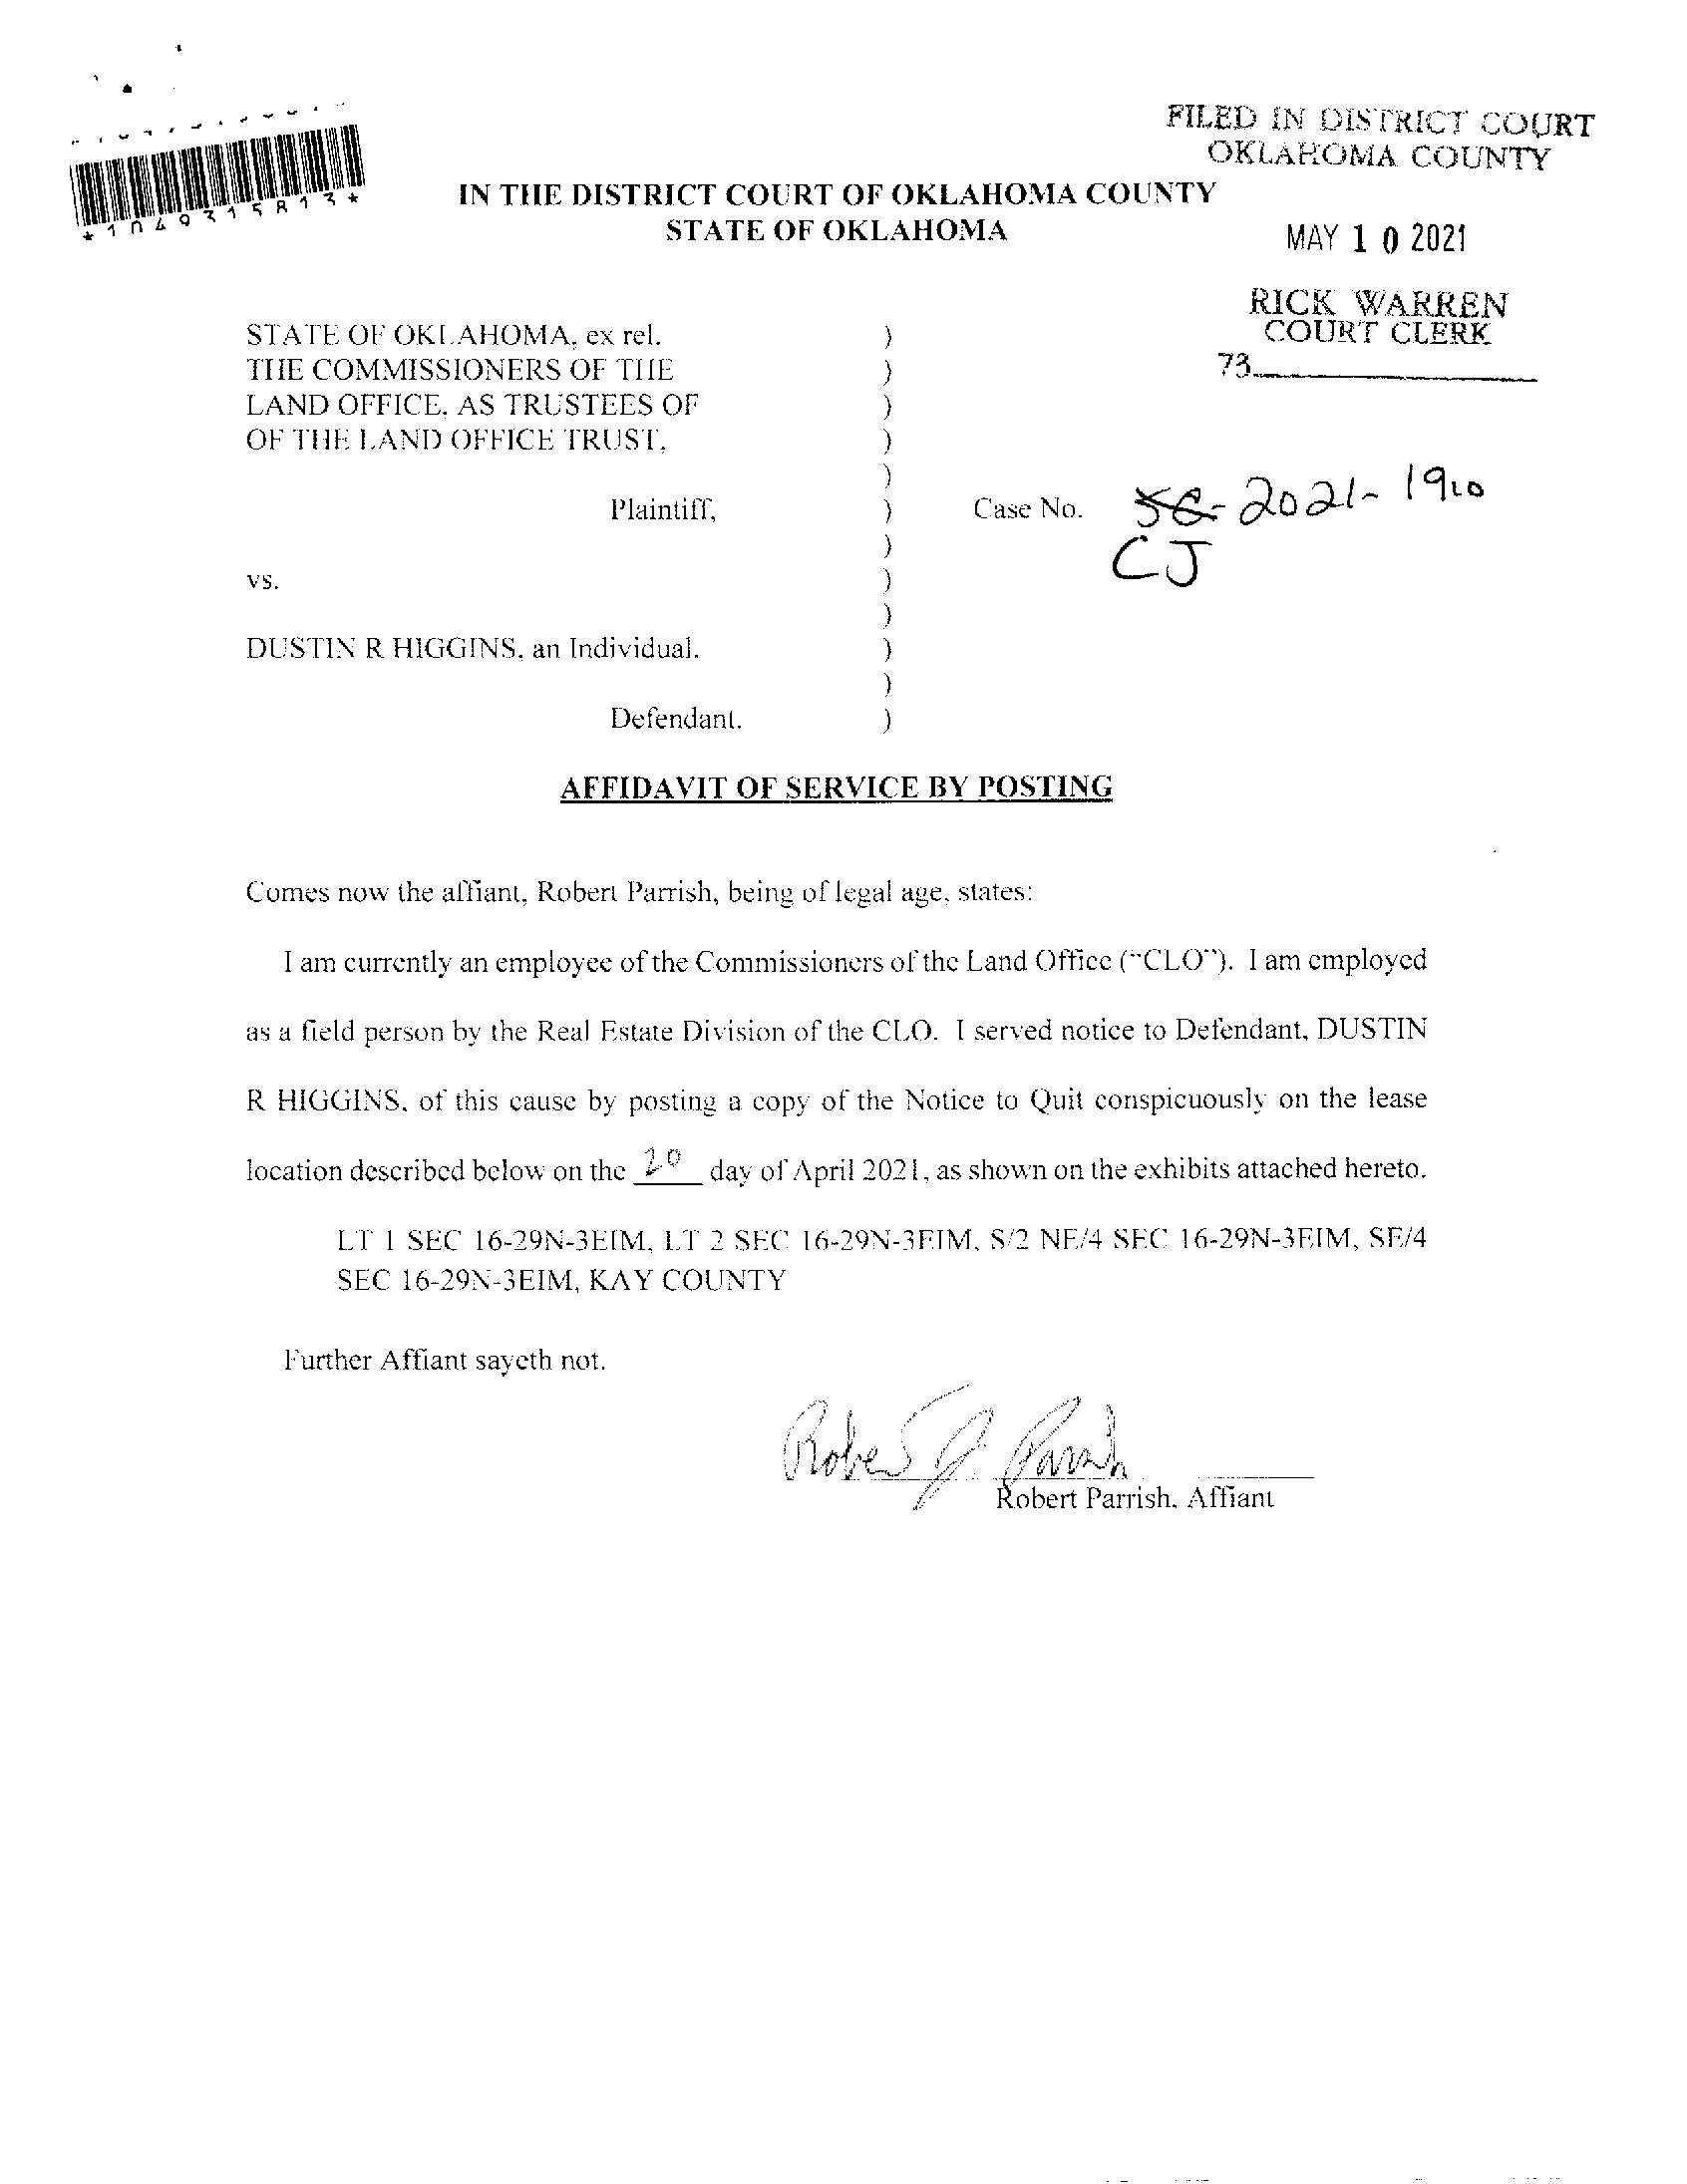 FILED IN DISTRICT COURT
OKLAHOMA COUNTY
*1049315813*
IN THE DISTRICT COURT OF OKLAHOMA COUNTY
STATE OF OKLAHOMA
MAY 10 2021
RICK WARREN
COURT CLERK
73
STATE OF OKLAHOMA, ex rel. )
THE COMMISSIONERS OF THE )
LAND OFFICE, AS TRUSTEES OF )
OF THE LAND OFFICE TRUST, )
)
Plaintiff, ) Case No. SC-2021-1910
) CJ
vs. )
)
DUSTIN R HIGGINS, an Individual. )
)
Defendant. )
AFFIDAVIT OF SERVICE BY POSTING
Comes now the affiant, Robert Parrish, being of legal age, states:
I am currently an employee of the Commissioners of the Land Office ("CLO"). I am employed
as a field person by the Real Estate Division of the CLO. I served notice to Defendant, DUSTIN
R HIGGINS, of this cause by posting a copy of the Notice to Quit conspicuously on the lease
location described below on the 20 day of April 2021, as shown on the exhibits attached hereto.
LT 1 SEC 16-29N-3EIM, LT 2 SEC 16-29N-3EIM, S/2 NE/4 SEC 16-29N-3EIM, SE/4
SEC 16-29N-3EIM, KAY COUNTY
Further Affiant sayeth not.
Robert J. Parrish
Robert Parrish, Affiant